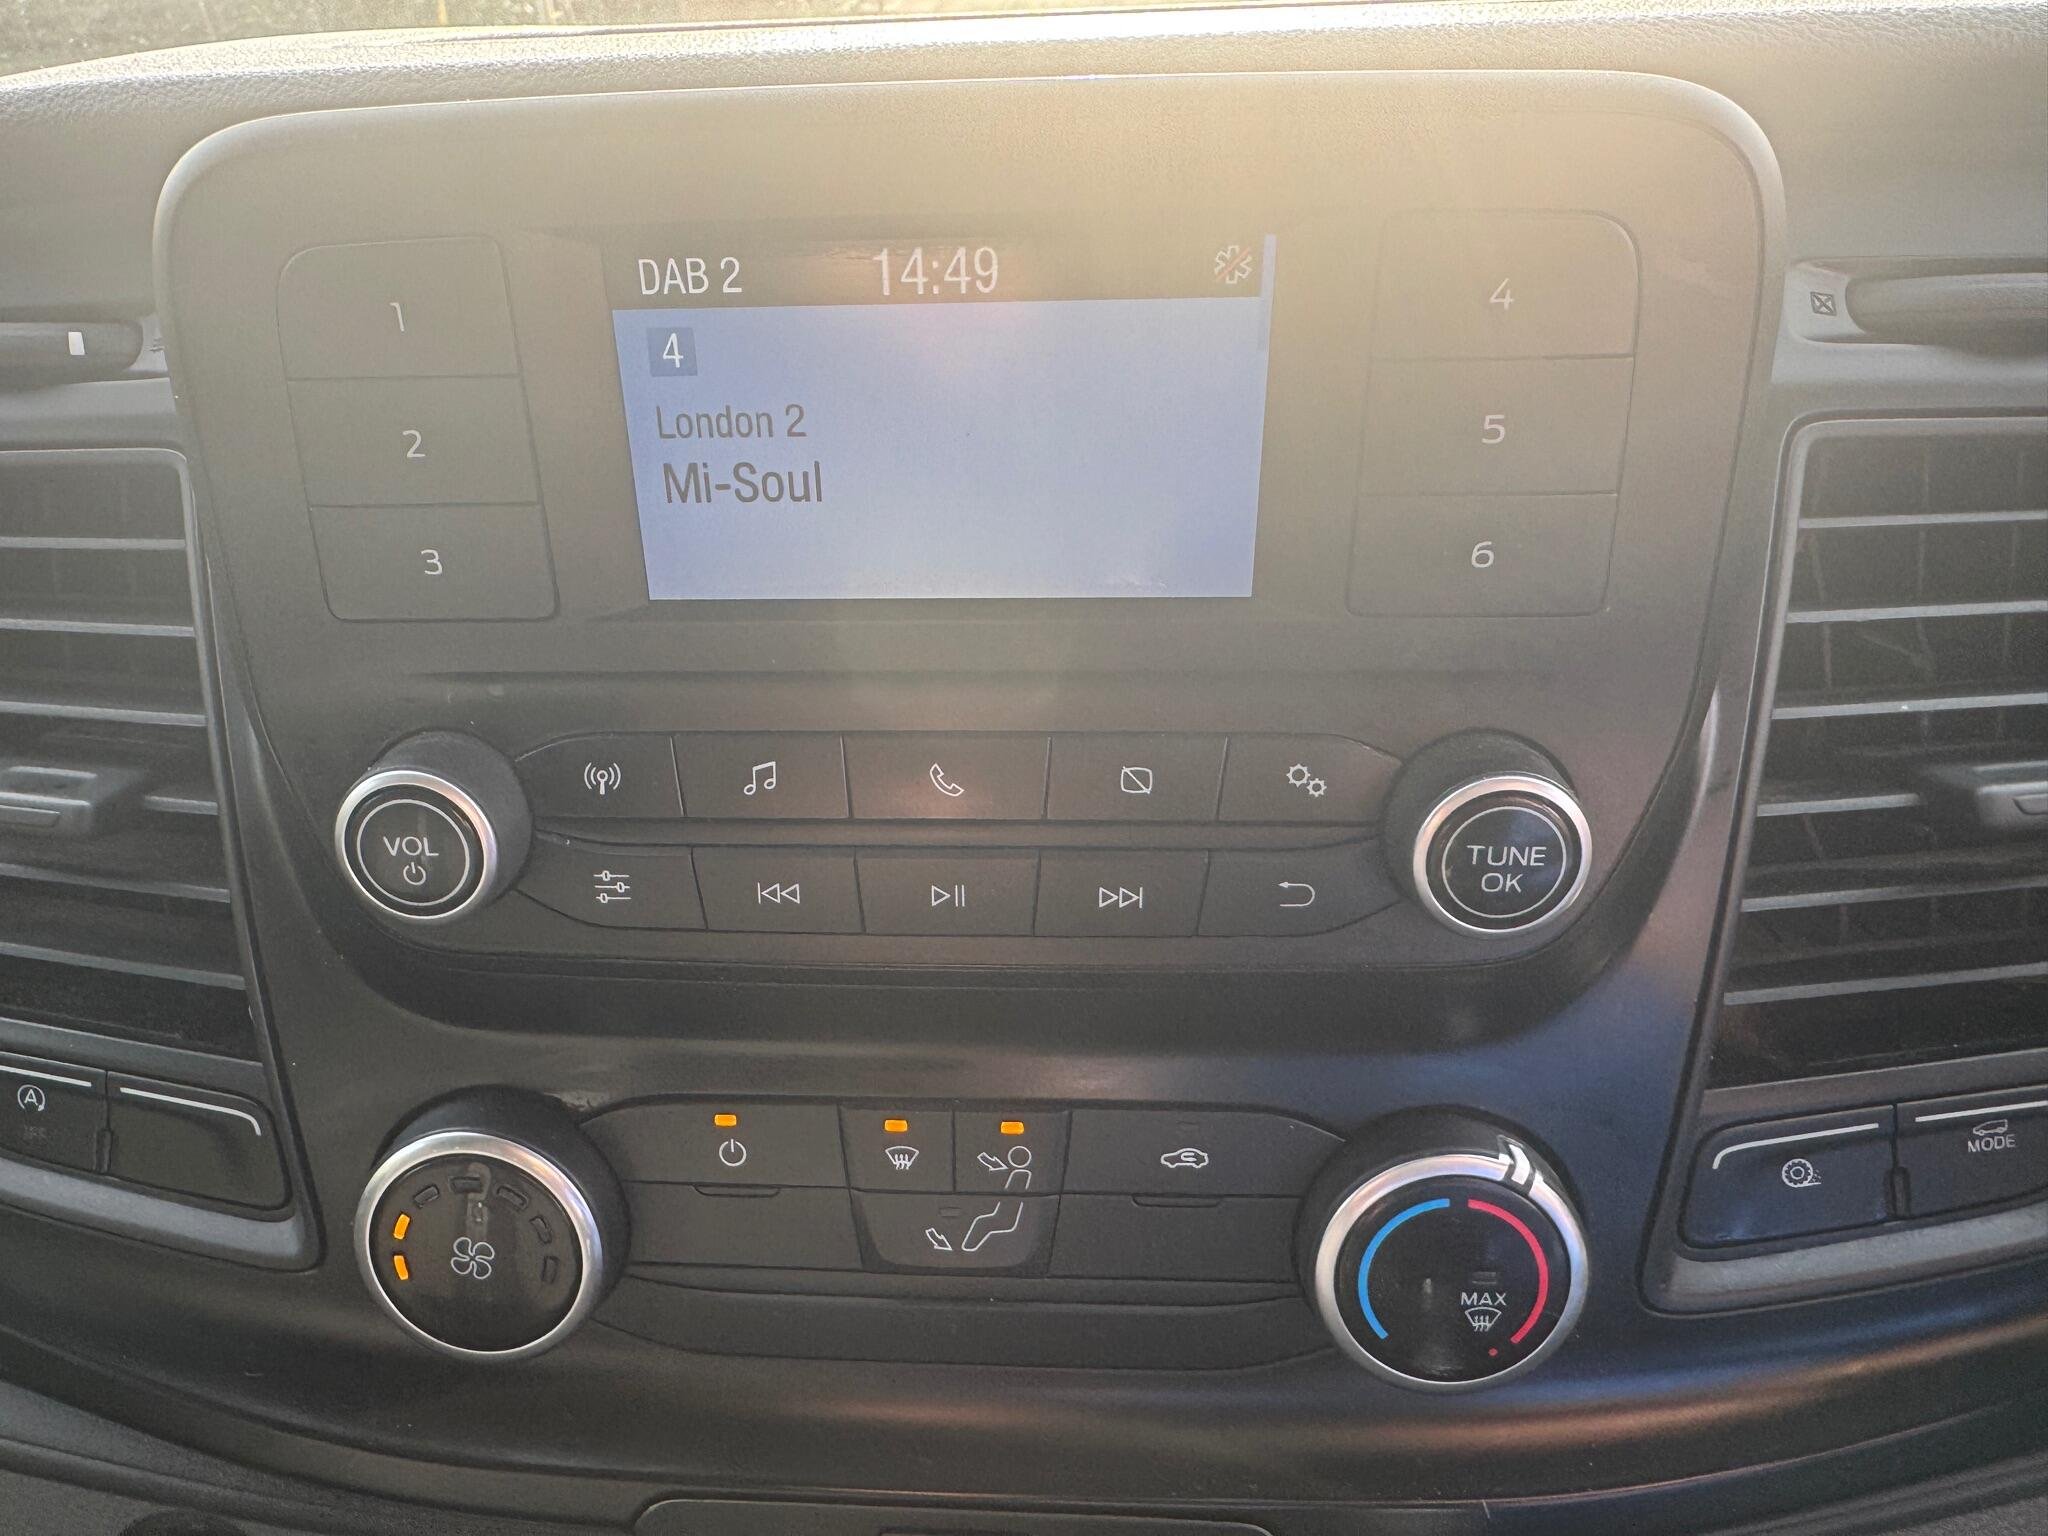 DAB 2
14:49
4
London 2
Mi-Soul
1
2
3
4
5
6
VOL
TUNE
OK
A
MAX
MODE